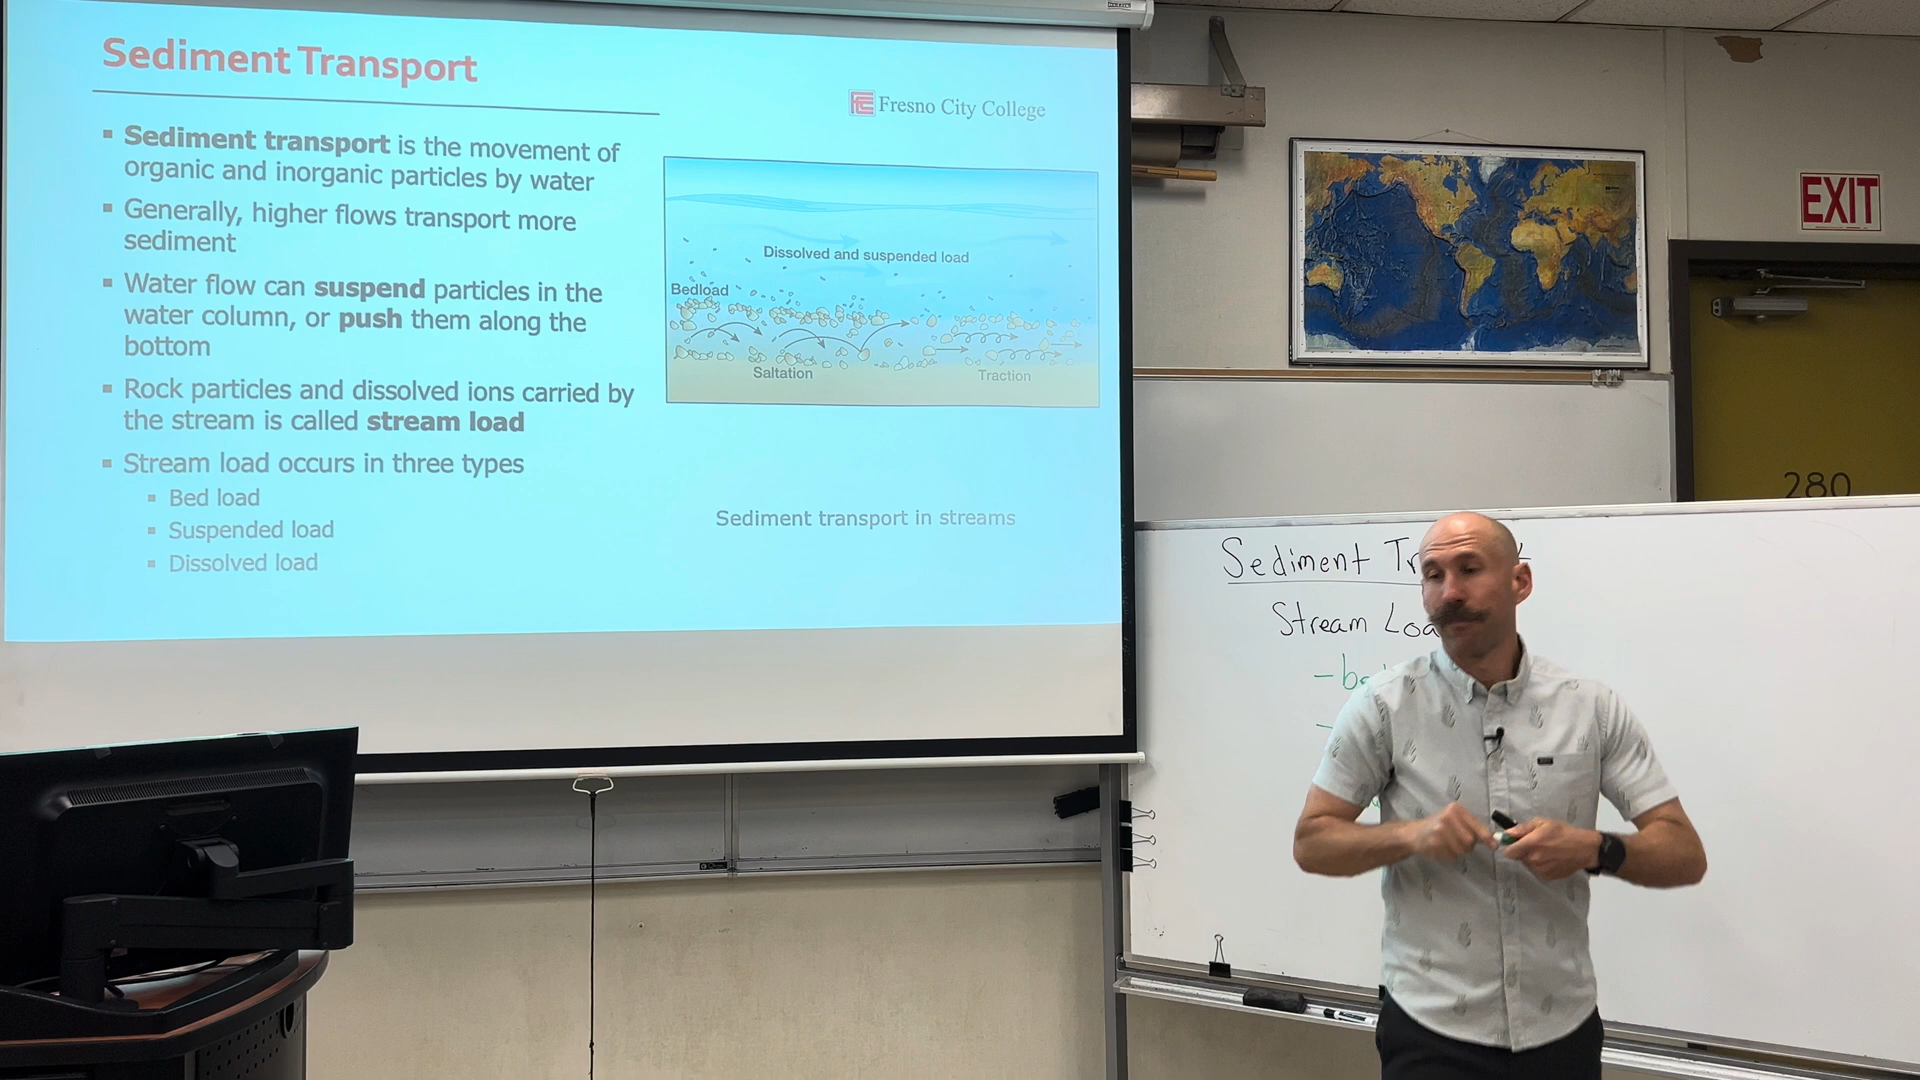 Sediment Transport
Fresno City College
▪ Sediment transport is the movement of
organic and inorganic particles by water
▪ Generally, higher flows transport more
sediment
▪ Water flow can suspend particles in the
water column, or push them along the
bottom
▪ Rock particles and dissolved ions carried by
the stream is called stream load
▪ Stream load occurs in three types
▪ Bed load
▪ Suspended load
▪ Dissolved load
Dissolved and suspended load
Bedload
Saltation
Traction
Sediment transport in streams
EXIT
280
Sediment
Stream